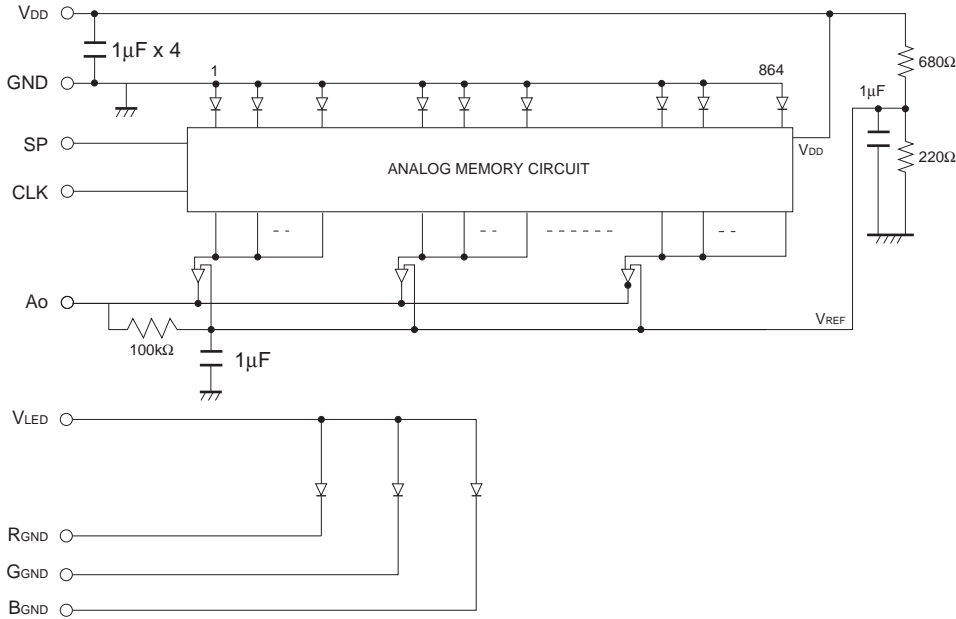 VDD
1μF x 4
680Ω
GND
1
864
1μF
SP
VDD
220Ω
ANALOG MEMORY CIRCUIT
CLK
Ao
VREF
100kΩ
1μF
VLED
RGND
GGND
BGND